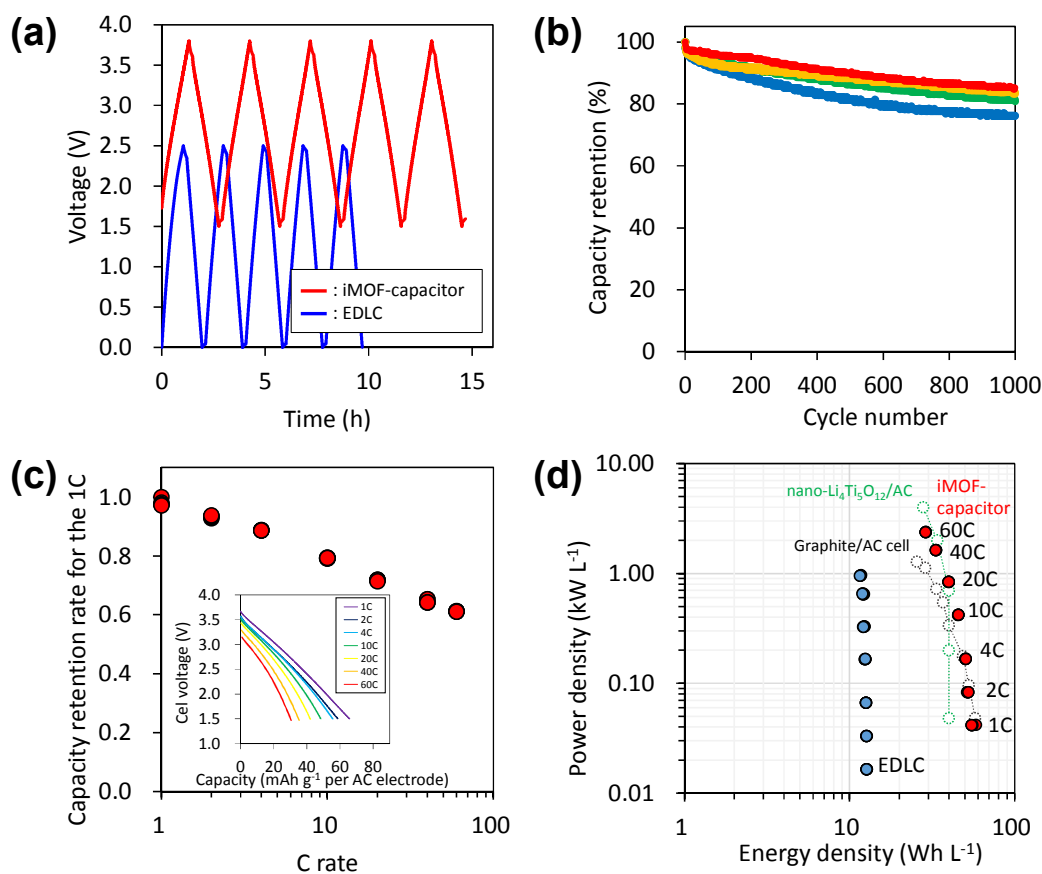 (a)
4.0
3.5
3.0
2.5
2.0
1.5
1.0
0.5
0.0
Voltage (V)
0
5
10
15
Time (h)
: iMOF-capacitor
: EDLC
(b)
100
80
60
40
20
0
Capacity retention (%)
0
200
400
600
800
1000
Cycle number
(c)
1.0
0.8
0.6
0.4
0.2
0.0
Capacity retention rate for the 1C
1
10
100
C rate
4.0
3.5
3.0
2.5
2.0
1.5
1.0
Cell voltage (V)
0
20
40
60
80
Capacity (mAh g⁻¹ per AC electrode)
1C
2C
4C
10C
20C
40C
60C
(d)
10.00
1.00
0.10
0.01
Power density (kW L⁻¹)
1
10
100
Energy density (Wh L⁻¹)
nano-Li₄Ti₅O₁₂/AC
iMOF-
capacitor
Graphite/AC cell
60C
40C
20C
10C
4C
2C
1C
EDLC